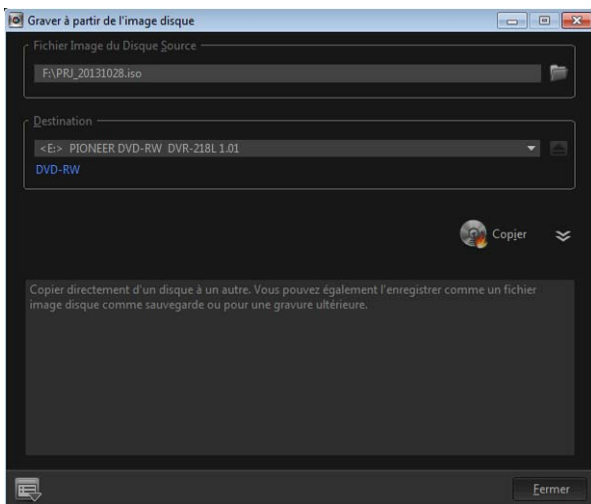 Graver à partir de l'image disque
Fichier Image du Disque Source
F:\PRJ_20131028.iso
Destination
<E:> PIONEER DVD-RW DVR-218L 1.01
DVD-RW
Copier
Copier directement d'un disque à un autre. Vous pouvez également l'enregistrer comme un fichier
image disque comme sauvegarde ou pour une gravure ultérieure.
Fermer